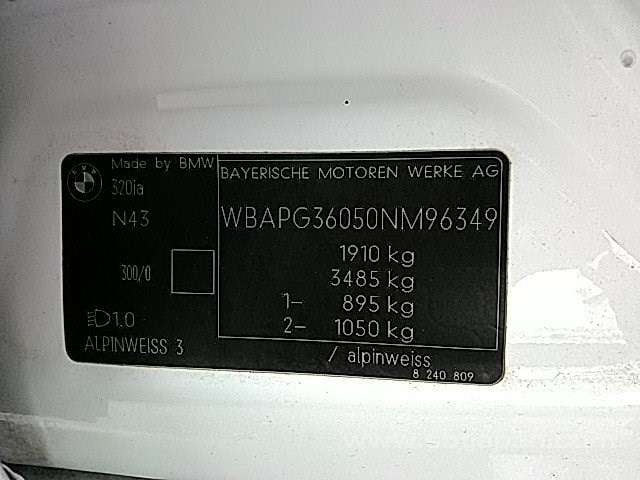 Made by BMW
320ia
N43
300/0
1.0
ALPINWEISS 3
BAYERISCHE MOTOREN WERKE AG
WBAPG36050NM96349
1910 kg
3485 kg
1– 895 kg
2– 1050 kg
/ alpinweiss
8 240 809